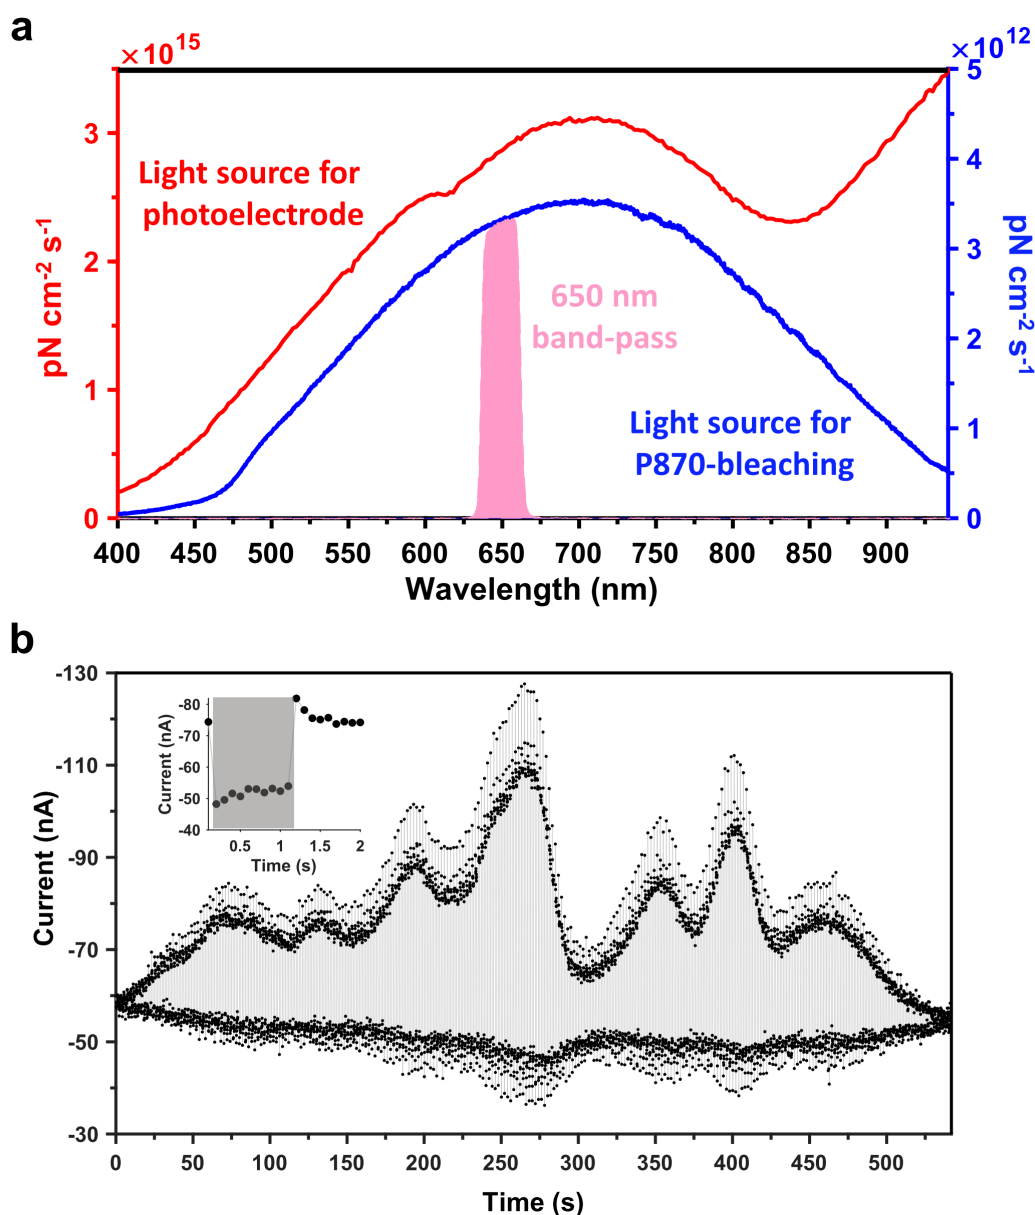 a
×10¹⁵
×10¹²
3
2
1
0
5
4
3
2
1
0
pN cm⁻² s⁻¹
pN cm⁻² s⁻¹
Light source for
photoelectrode
650 nm
band-pass
Light source for
P870-bleaching
400 450 500 550 600 650 700 750 800 850 900
Wavelength (nm)
b
-130
-110
-90
-70
-50
-30
Current (nA)
-80
-70
-60
-50
-40
Current (nA)
0.5 1 1.5 2
Time (s)
0 50 100 150 200 250 300 350 400 450 500
Time (s)